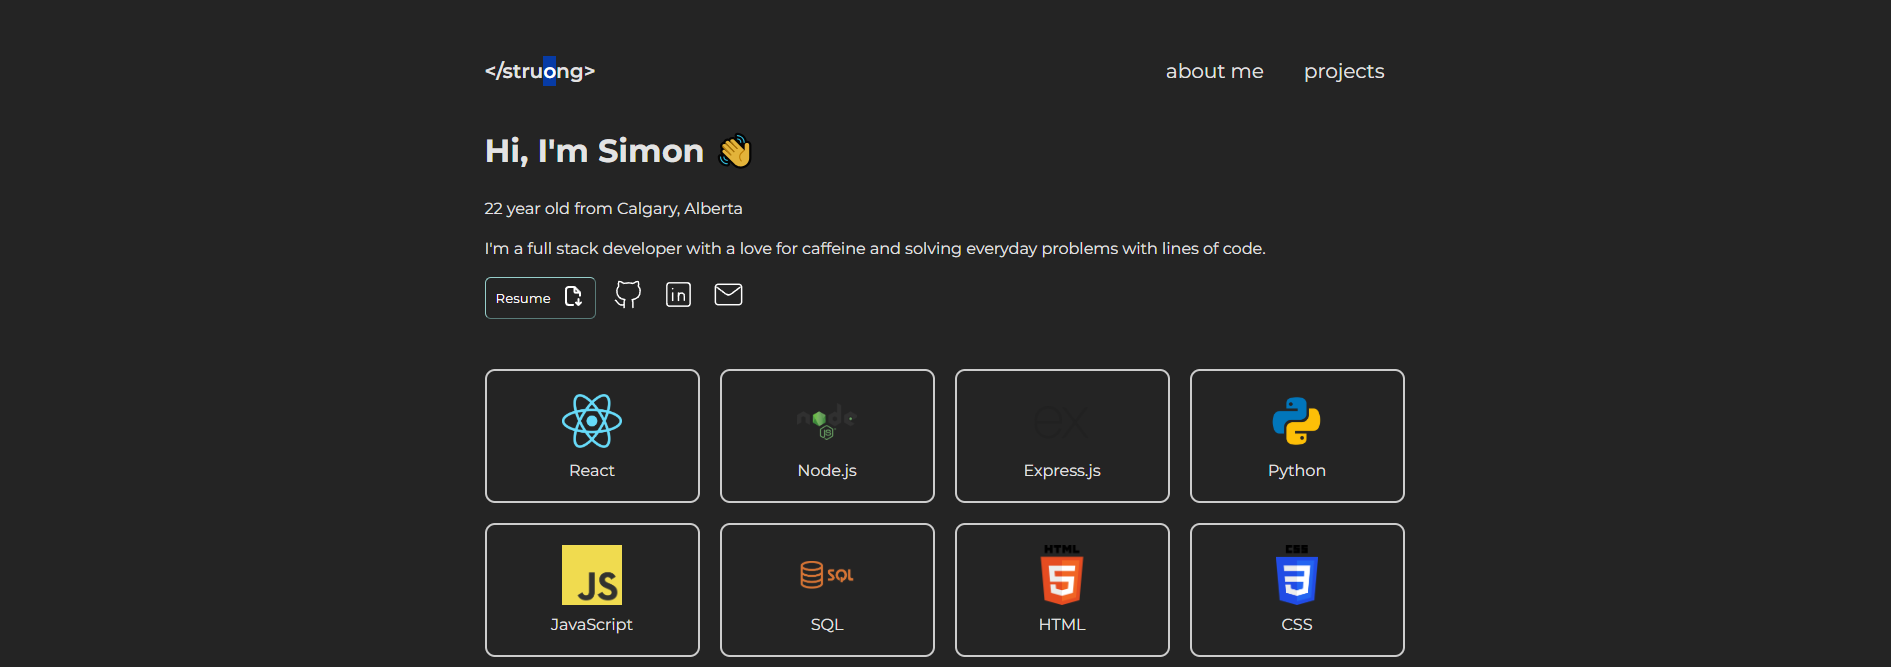 </struong>
about me projects
Hi, I'm Simon 👋
22 year old from Calgary, Alberta
I'm a full stack developer with a love for caffeine and solving everyday problems with lines of code.
Resume in
node JS ex
React Node.js Express.js Python
JS SQL HTML 5 CSS 3
JavaScript SQL HTML CSS